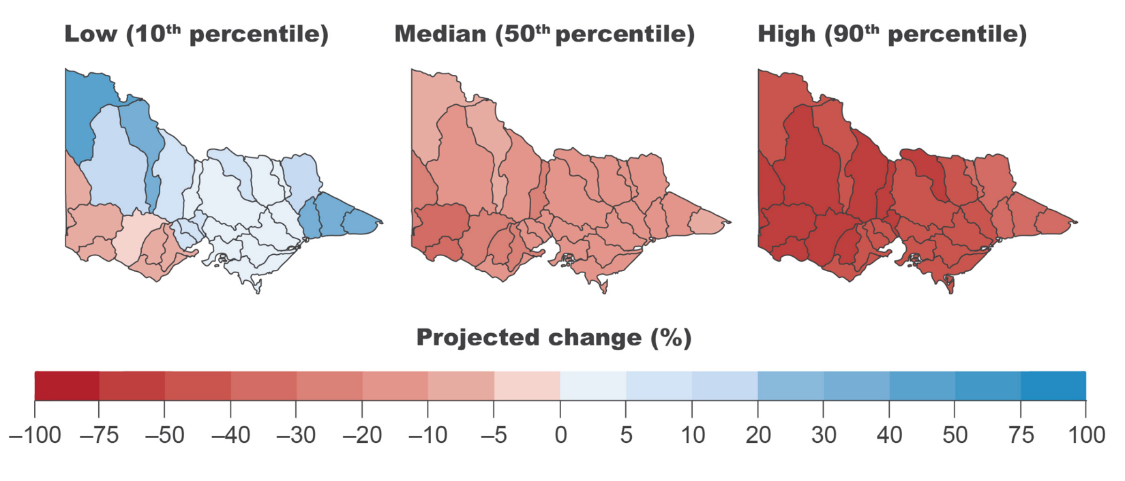 Low (10th percentile) Median (50th percentile) High (90th percentile)
Projected change (%)
–100 –75 –50 –40 –30 –20 –10 –5 0 5 10 20 30 40 50 75 100